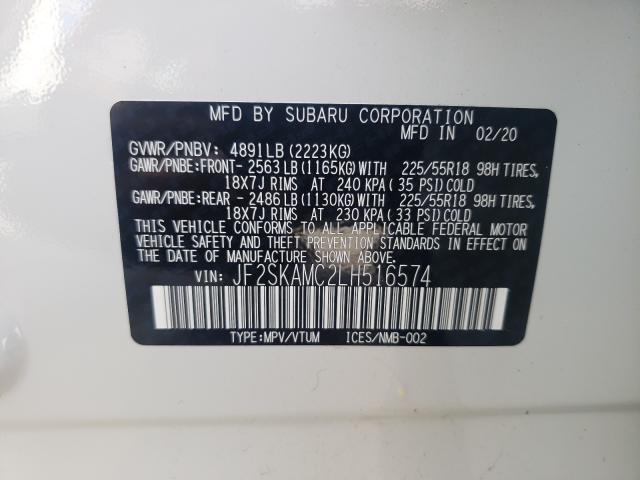 MFD BY SUBARU CORPORATION
MFD IN 02/20
GVWR/PNBV: 4891LB (2223KG)
GAWR/PNBE:FRONT- 2563 LB (1165KG) WITH 225/55R18 98H TIRES,
18X7J RIMS AT 240 KPA ( 35 PSI) COLD
GAWR/PNBE:REAR - 2486 LB (1130KG) WITH 225/55R18 98H TIRES,
18X7J RIMS AT 230 KPA ( 33 PSI) COLD
THIS VEHICLE CONFORMS TO ALL APPLICABLE FEDERAL MOTOR
VEHICLE SAFETY AND THEFT PREVENTION STANDARDS IN EFFECT ON
THE DATE OF MANUFACTURE SHOWN ABOVE.
VIN: JF2SKAMC2LH516574
TYPE:MPV/VTUM ICES/NMB-002